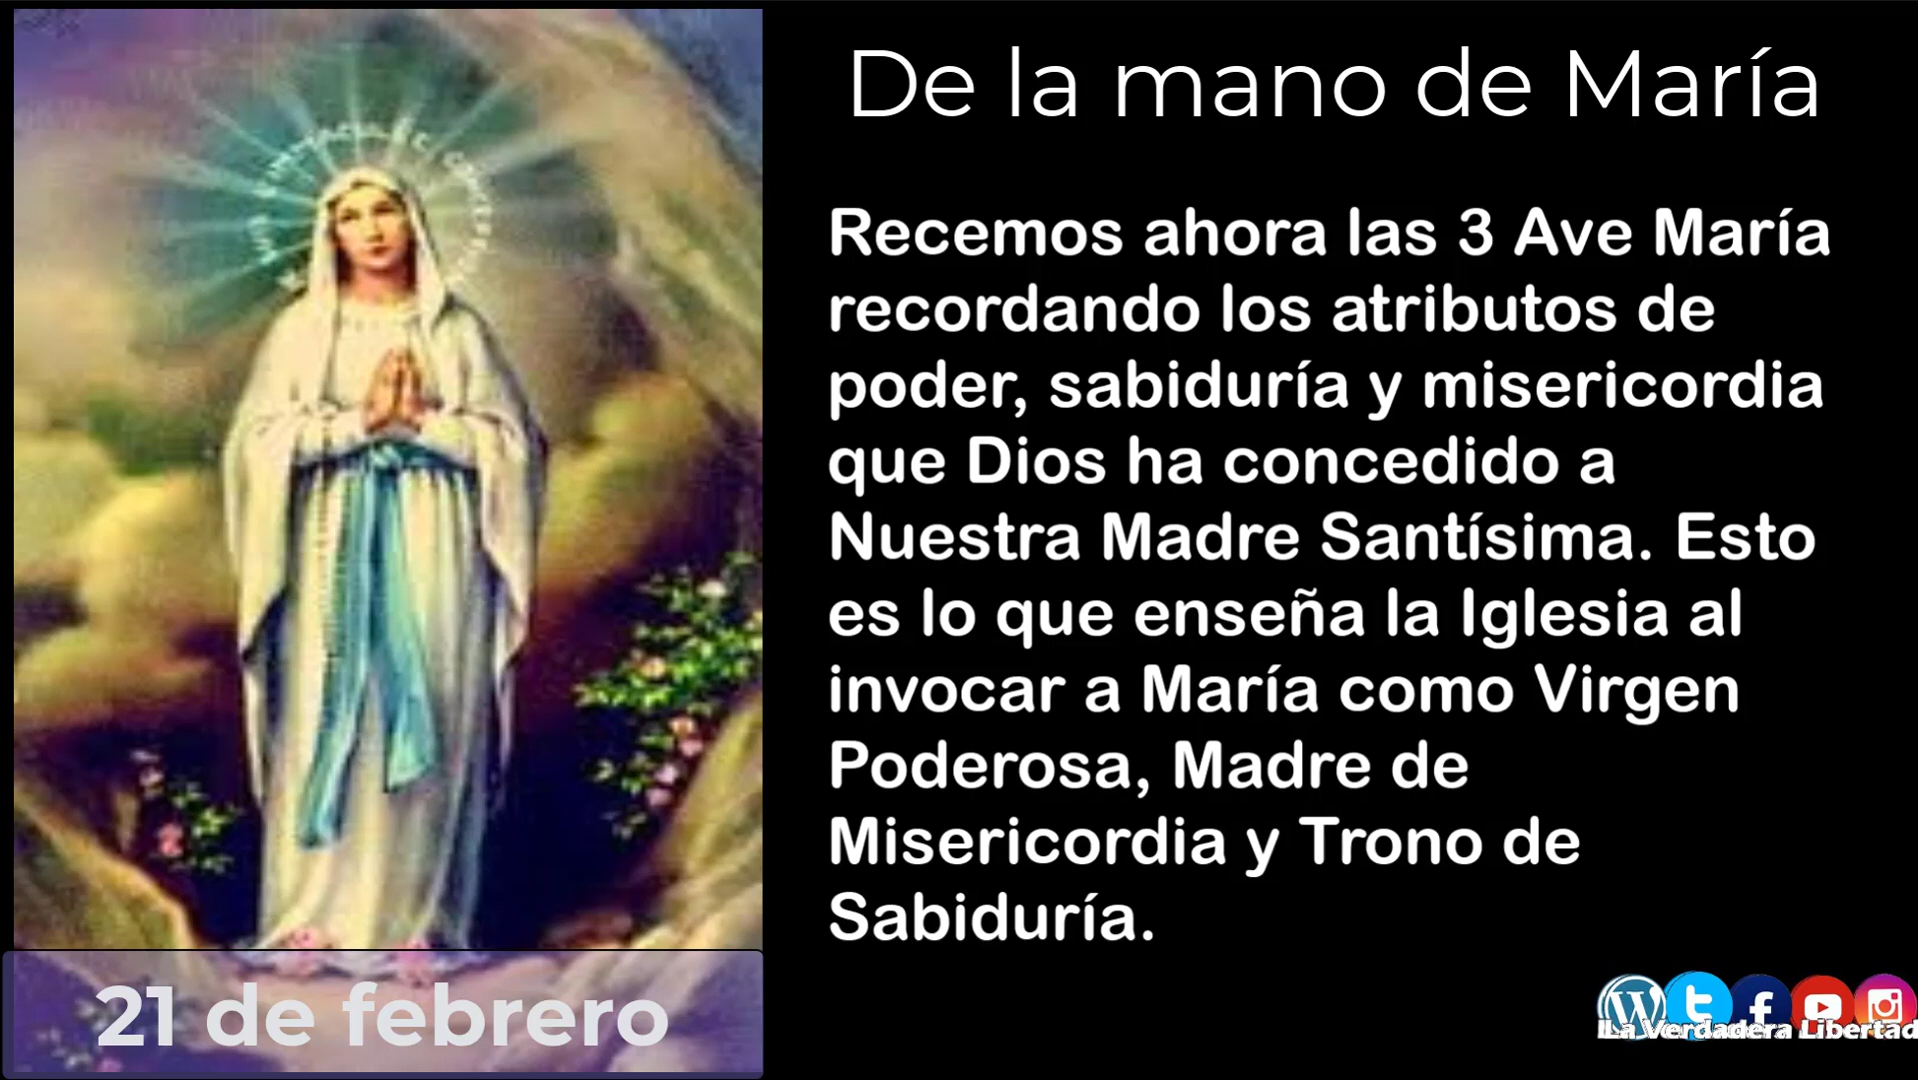 De la mano de María
Recemos ahora las 3 Ave María
recordando los atributos de
poder, sabiduría y misericordia
que Dios ha concedido a
Nuestra Madre Santísima. Esto
es lo que enseña la Iglesia al
invocar a María como Virgen
Poderosa, Madre de
Misericordia y Trono de
Sabiduría.
21 de febrero
La Verdadera Libertad